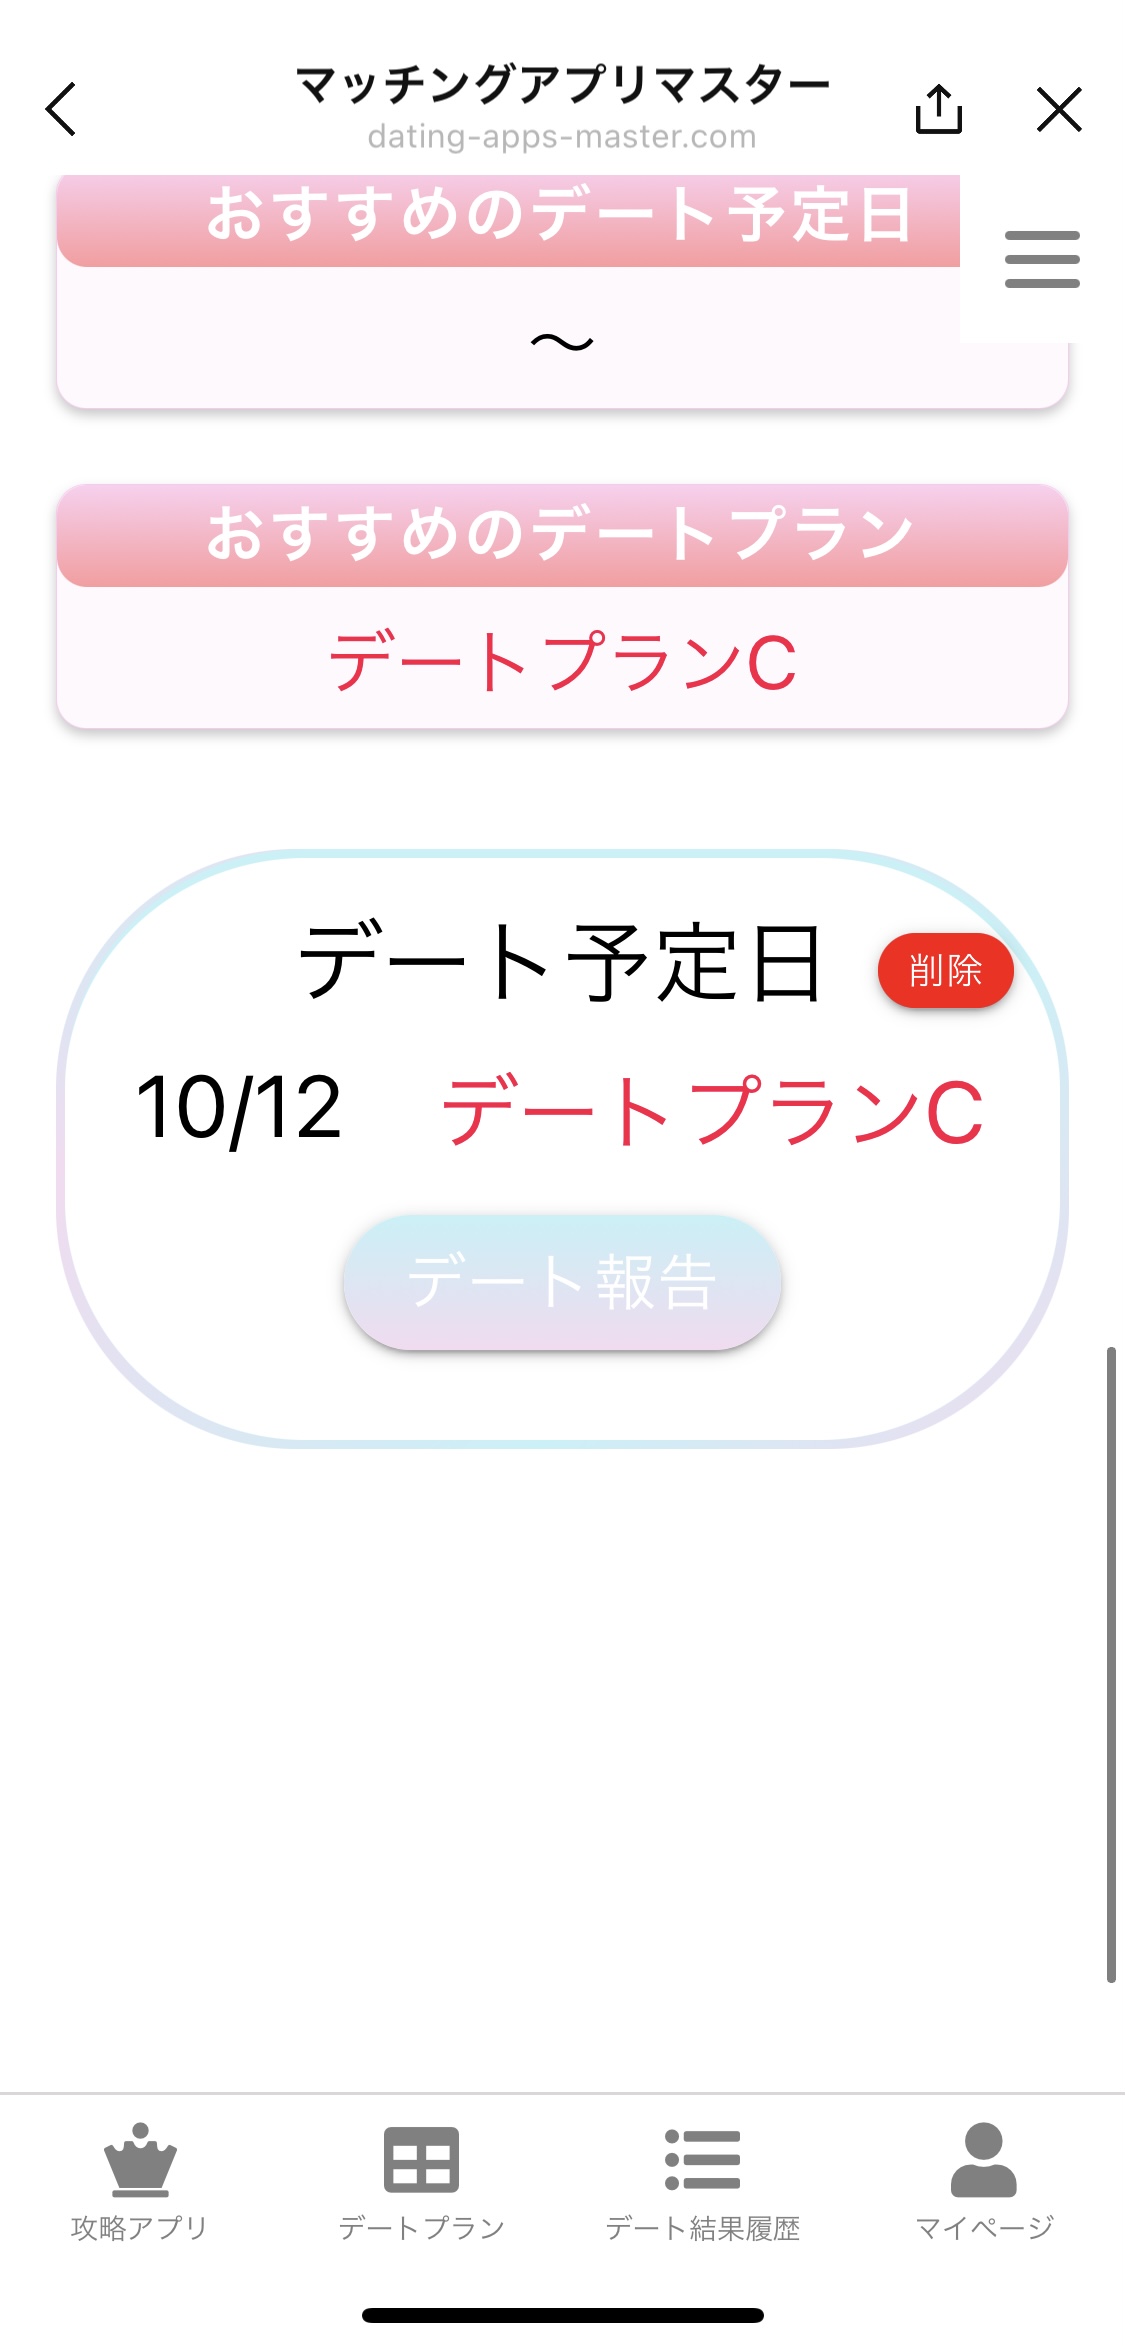 マッチングアプリマスター
dating-apps-master.com
おすすめのデート予定日
〜
おすすめのデートプラン
デートプランC
デート予定日
削除
10/12 デートプランC
デート報告
攻略アプリ デートプラン デート結果履歴 マイページ